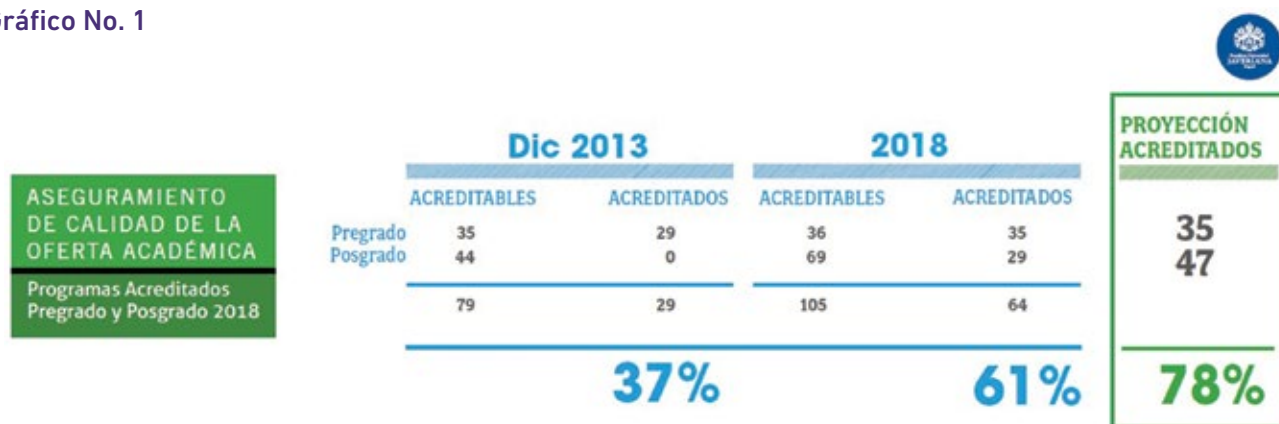 Gráfico No. 1
JAVERIANA
PROYECCIÓN
ACREDITADOS
Dic 2013 2018
ACREDITABLES ACREDITADOS ACREDITABLES ACREDITADOS
ASEGURAMIENTO
DE CALIDAD DE LA
OFERTA ACADÉMICA
Programas Acreditados
Pregrado y Posgrado 2018
Pregrado 35 29 36 35 35
Posgrado 44 0 69 29 47
79 29 105 64
37% 61% 78%